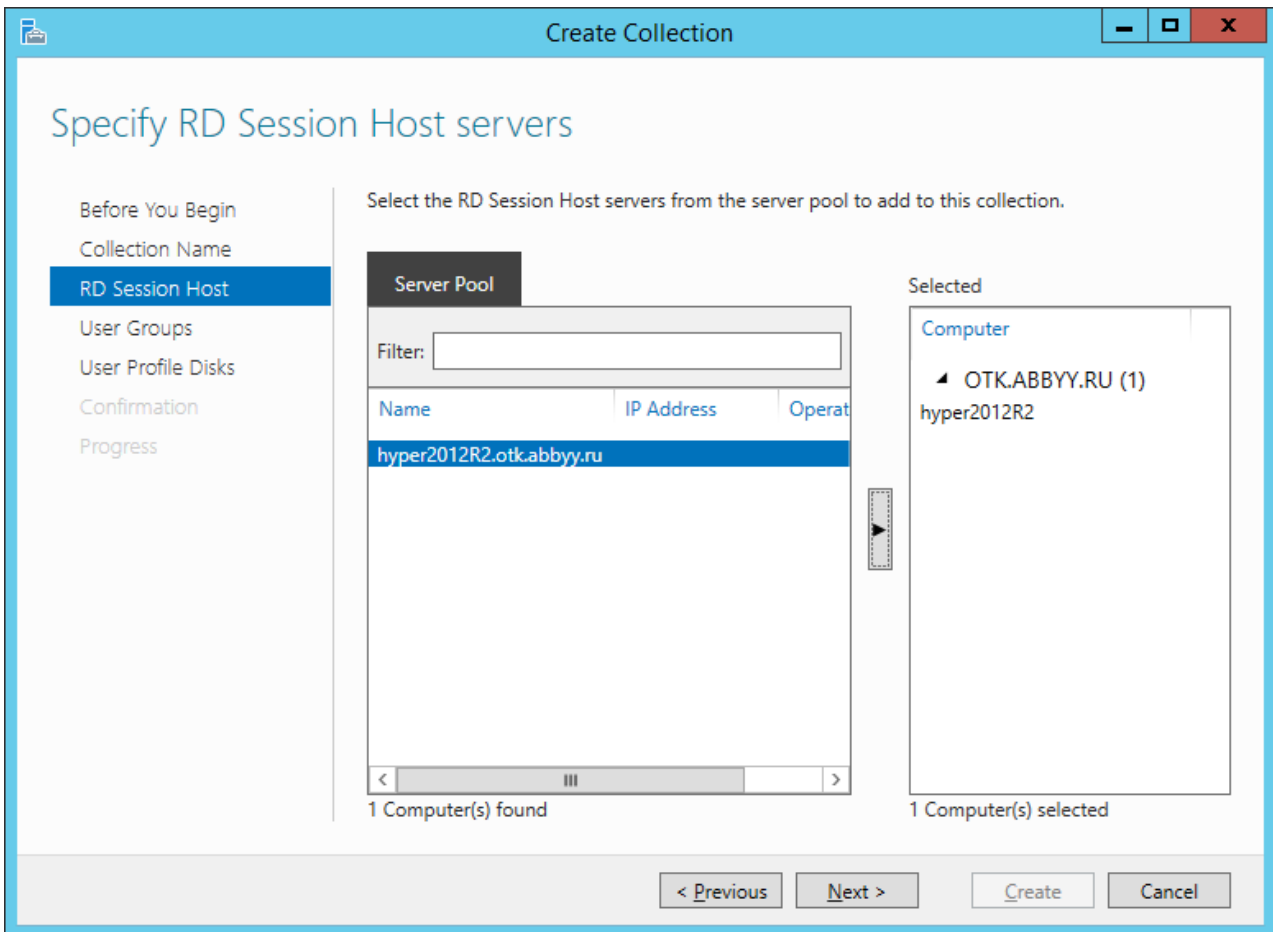 Create Collection
Specify RD Session Host servers
Before You Begin
Collection Name
RD Session Host
User Groups
User Profile Disks
Confirmation
Progress
Select the RD Session Host servers from the server pool to add to this collection.
Server Pool
Filter:
Name IP Address Operat
hyper2012R2.otk.abbyy.ru
1 Computer(s) found
Selected
Computer
OTK.ABBYY.RU (1)
hyper2012R2
1 Computer(s) selected
< Previous Next > Create Cancel